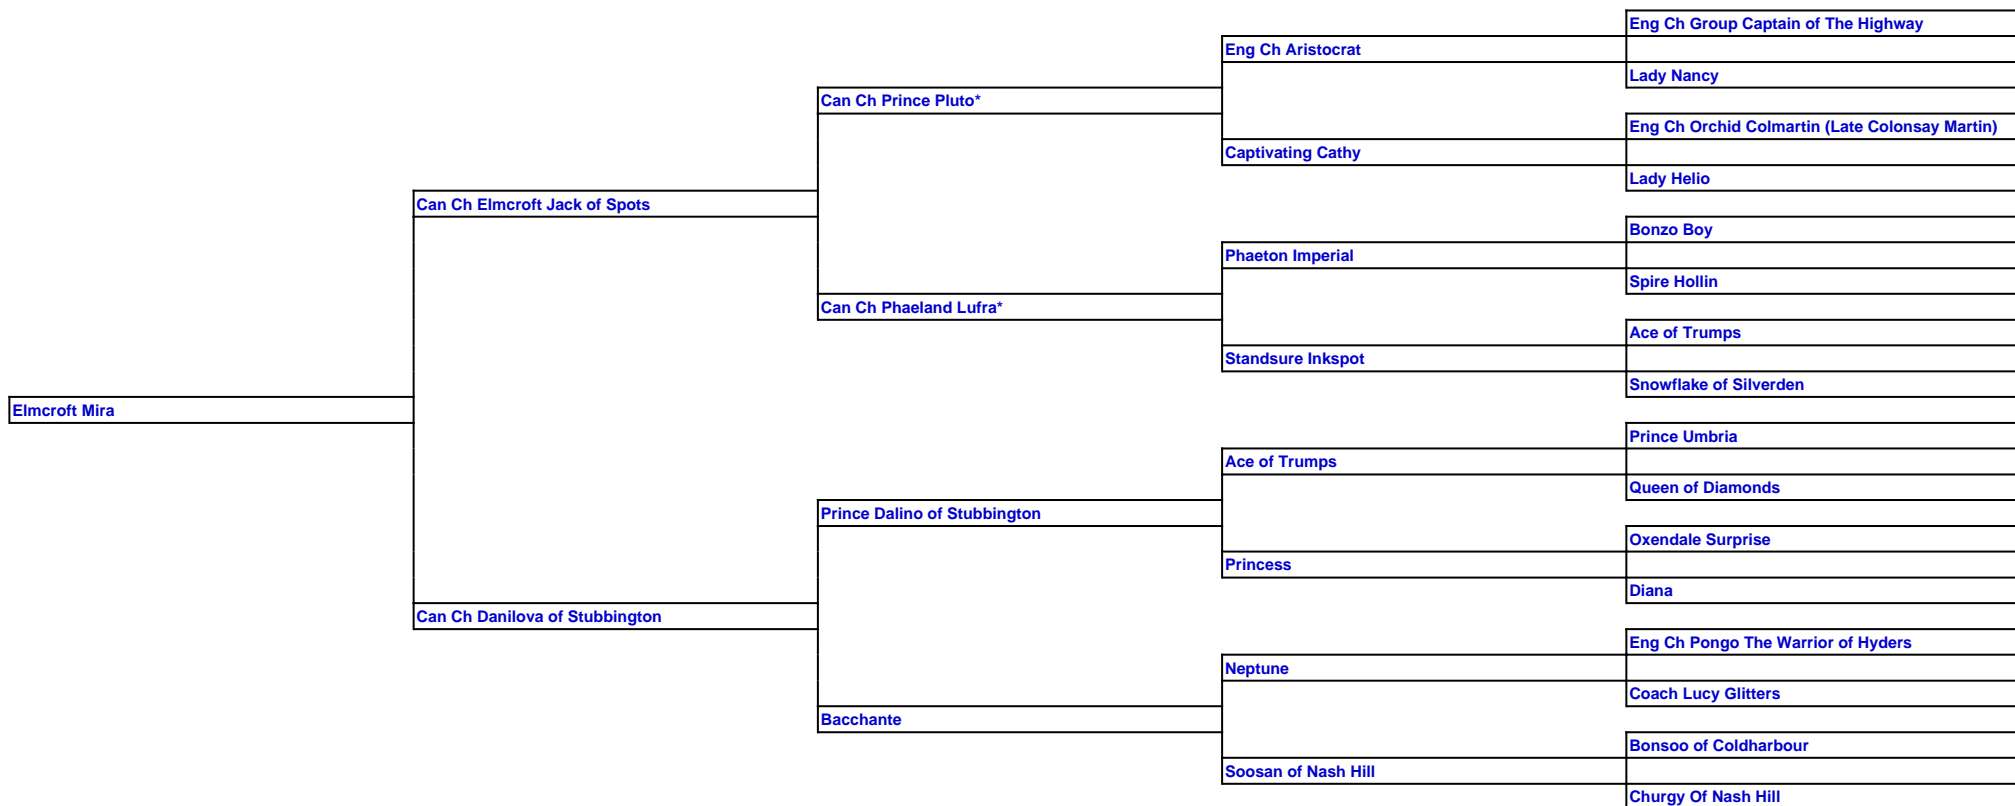 Eng Ch Group Captain of The Highway
Eng Ch Aristocrat
Lady Nancy
Can Ch Prince Pluto*
Eng Ch Orchid Colmartin (Late Colonsay Martin)
Captivating Cathy
Lady Helio
Can Ch Elmcroft Jack of Spots
Bonzo Boy
Phaeton Imperial
Spire Hollin
Can Ch Phaeland Lufra*
Ace of Trumps
Standsure Inkspot
Snowflake of Silverden
Elmcroft Mira
Prince Umbria
Ace of Trumps
Queen of Diamonds
Prince Dalino of Stubbington
Oxendale Surprise
Princess
Diana
Can Ch Danilova of Stubbington
Eng Ch Pongo The Warrior of Hyders
Neptune
Coach Lucy Glitters
Bacchante
Bonsoo of Coldharbour
Soosan of Nash Hill
Churgy Of Nash Hill